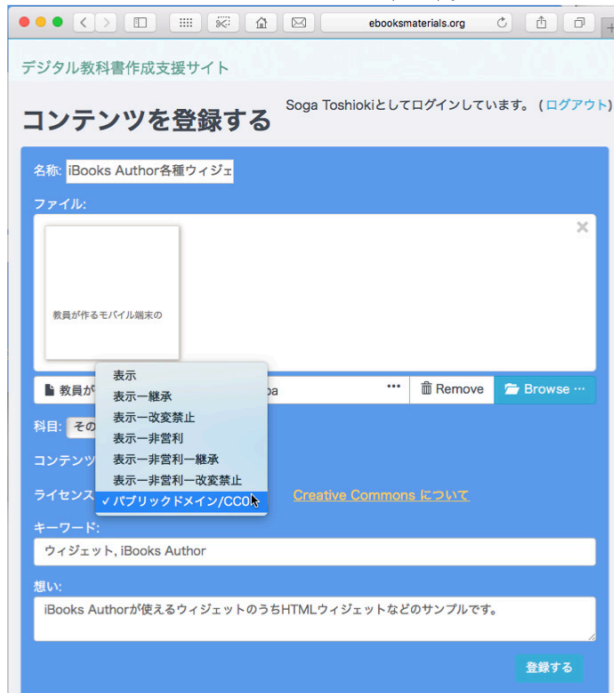 ebooksmaterials.org
デジタル教科書作成支援サイト
コンテンツを登録する
Soga Toshiokiとしてログインしています。 (ログアウト)
名称: iBooks Author各種ウィジェ
ファイル:
教員が作るモバイル端末の
教員が
ba
Remove
Browse …
表示
表示—継承
表示—改変禁止
表示—非営利
表示—非営利—継承
表示—非営利—改変禁止
✓パブリックドメイン/CC0
科目: その
コンテンツ
ライセンス
Creative Commons について
キーワード:
ウィジェット, iBooks Author
想い:
iBooks Authorが使えるウィジェットのうちHTMLウィジェットなどのサンプルです。
登録する